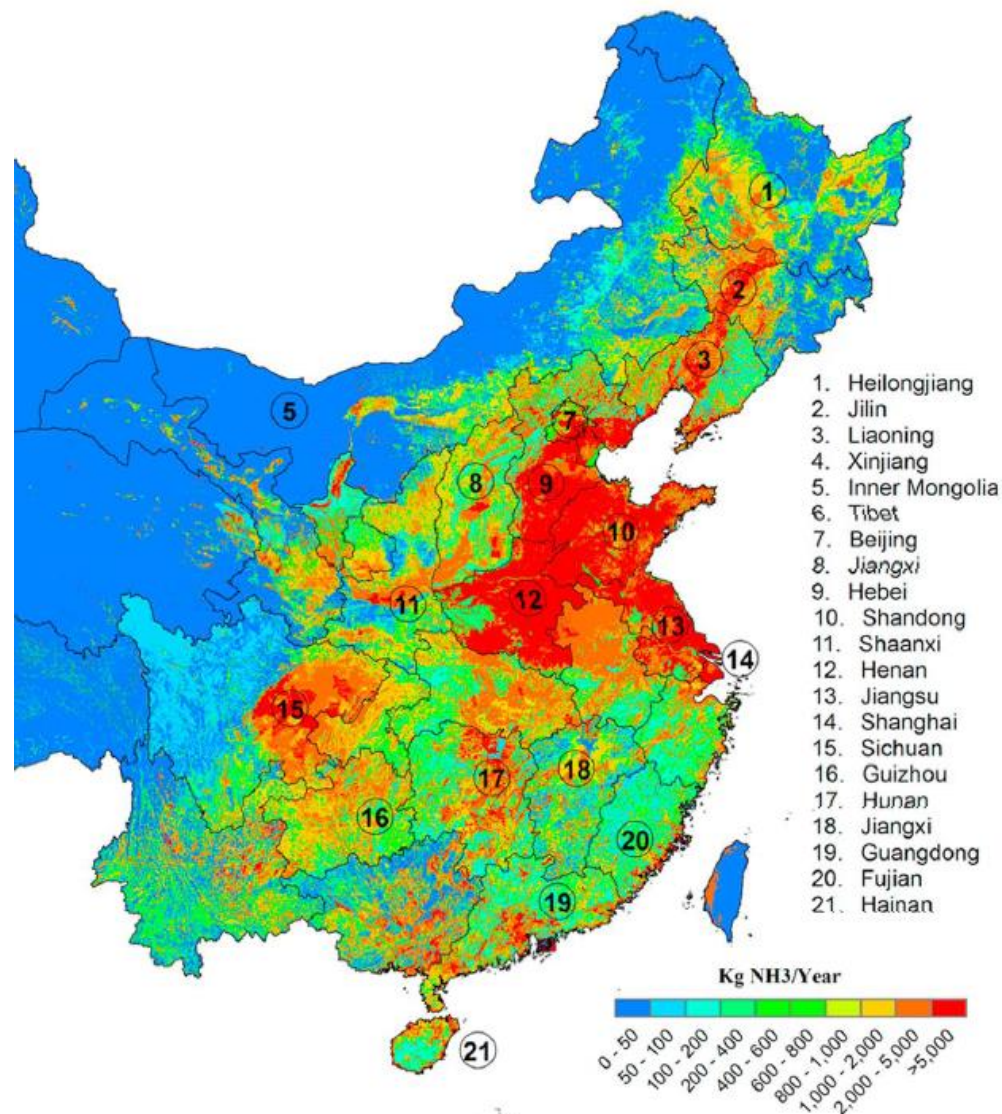 1
2
3
5
7
8
9
10
11
12
13
14
15
16
17
18
19
20
21
1. Heilongjiang
2. Jilin
3. Liaoning
4. Xinjiang
5. Inner Mongolia
6. Tibet
7. Beijing
8. Jiangxi
9. Hebei
10. Shandong
11. Shaanxi
12. Henan
13. Jiangsu
14. Shanghai
15. Sichuan
16. Guizhou
17. Hunan
18. Jiangxi
19. Guangdong
20. Fujian
21. Hainan
Kg NH3/Year
0 - 50
50 - 100
100 - 200
200 - 400
400 - 600
600 - 800
800 - 1,000
1,000 - 2,000
2,000 - 5,000
>5,000